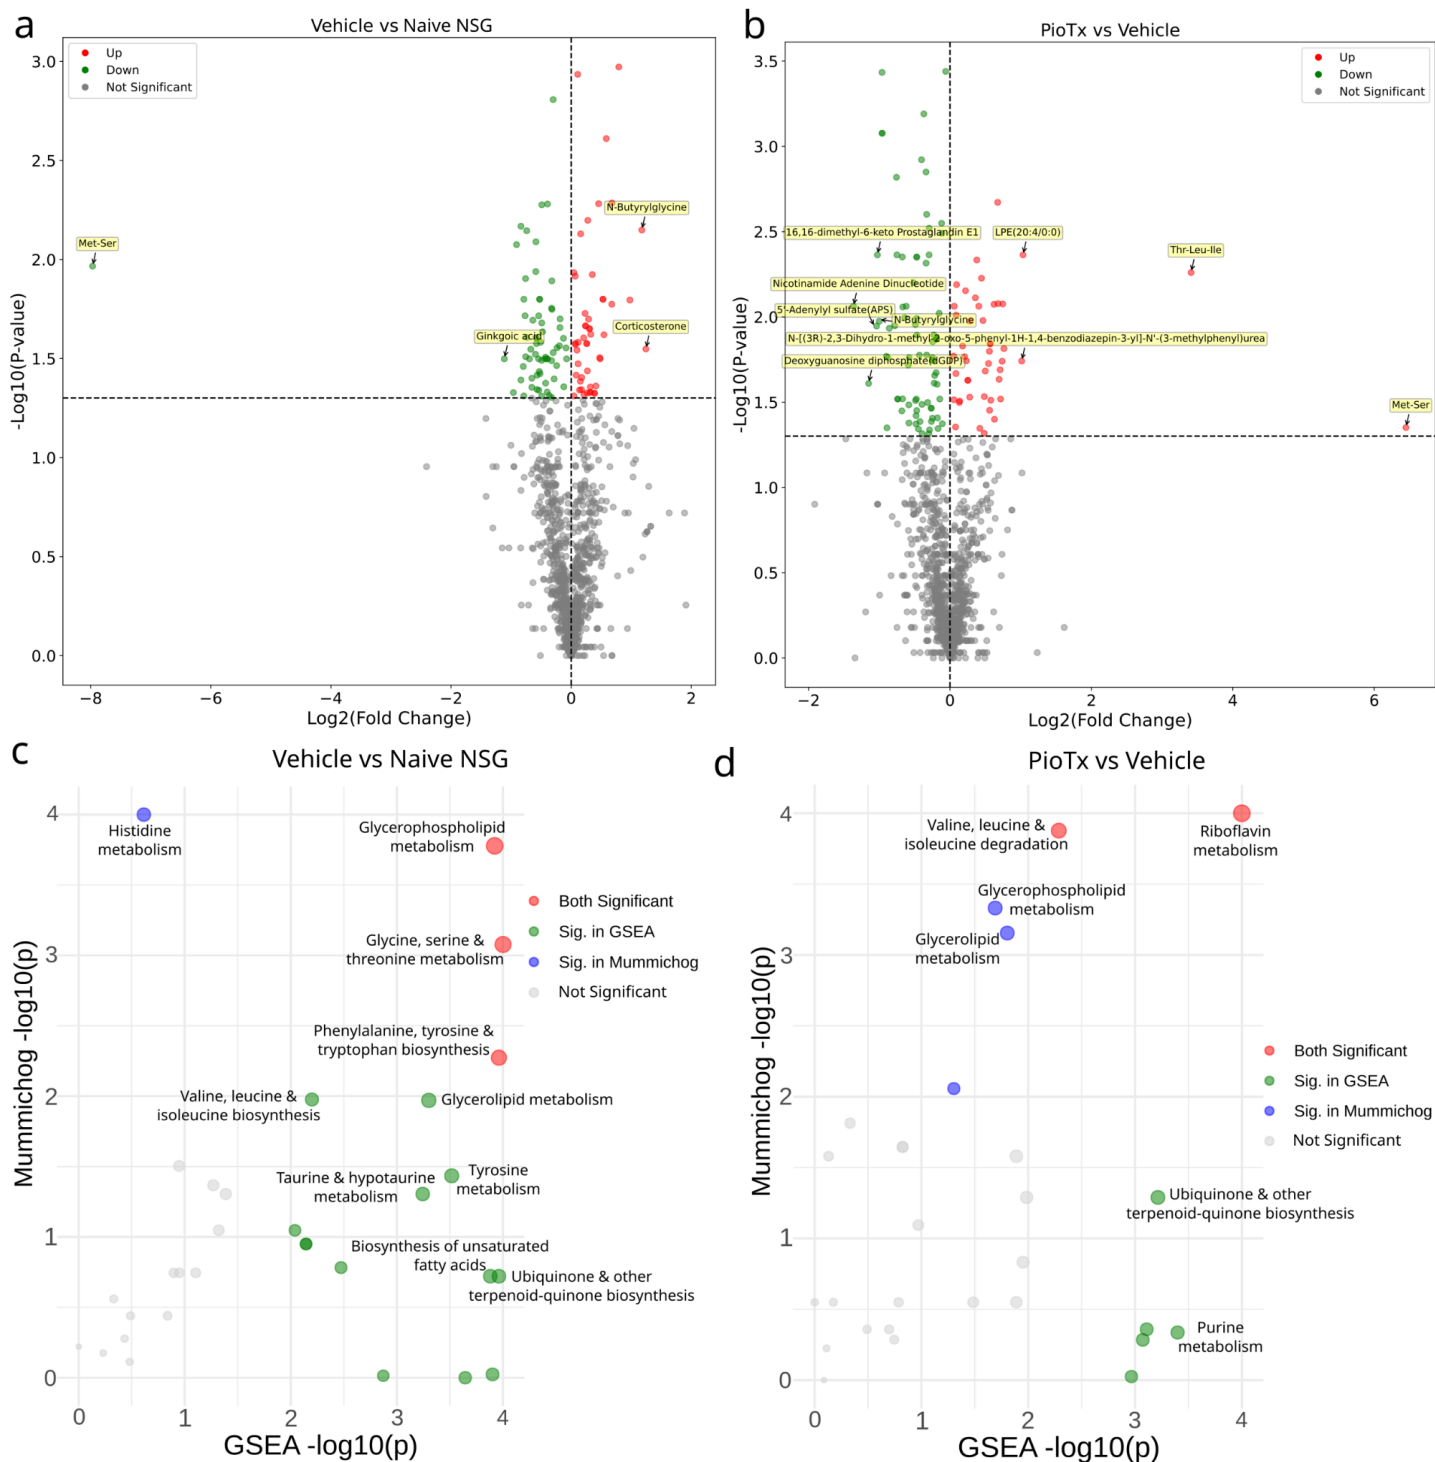 a
Vehicle vs Naive NSG
Up
Down
Not Significant
3.0
2.5
2.0
1.5
1.0
0.5
0.0
-Log10(P-value)
Met-Ser
N-Butyrylglycine
Ginkgoic acid
Corticosterone
−8
−6
−4
−2
0
2
Log2(Fold Change)
b
PioTx vs Vehicle
Up
Down
Not Significant
3.5
3.0
2.5
2.0
1.5
1.0
0.5
0.0
-Log10(P-value)
16,16-dimethyl-6-keto Prostaglandin E1
LPE(20:4/0:0)
Thr-Leu-Ile
Nicotinamide Adenine Dinucleotide
5'-Adenylyl sulfate(APS)
N-Butyrylglycine
N-[(3R)-2,3-Dihydro-1-methyl-2-oxo-5-phenyl-1H-1,4-benzodiazepin-3-yl]-N'-(3-methylphenyl)urea
Deoxyguanosine diphosphate(dGDP)
Met-Ser
−2
0
2
4
6
Log2(Fold Change)
c
Vehicle vs Naive NSG
4
3
2
1
0
Mummichog -log10(p)
Histidine
metabolism
Glycerophospholipid
metabolism
Glycine, serine &
threonine metabolism
Phenylalanine, tyrosine &
tryptophan biosynthesis
Valine, leucine &
isoleucine biosynthesis
Glycerolipid metabolism
Taurine & hypotaurine
metabolism
Tyrosine
metabolism
Biosynthesis of unsaturated
fatty acids
Ubiquinone & other
terpenoid-quinone biosynthesis
Both Significant
Sig. in GSEA
Sig. in Mummichog
Not Significant
0
1
2
3
4
GSEA -log10(p)
d
PioTx vs Vehicle
4
3
2
1
0
Mummichog -log10(p)
Valine, leucine &
isoleucine degradation
Riboflavin
metabolism
Glycerophospholipid
metabolism
Glycerolipid
metabolism
Ubiquinone & other
terpenoid-quinone biosynthesis
Purine
metabolism
Both Significant
Sig. in GSEA
Sig. in Mummichog
Not Significant
0
1
2
3
4
GSEA -log10(p)